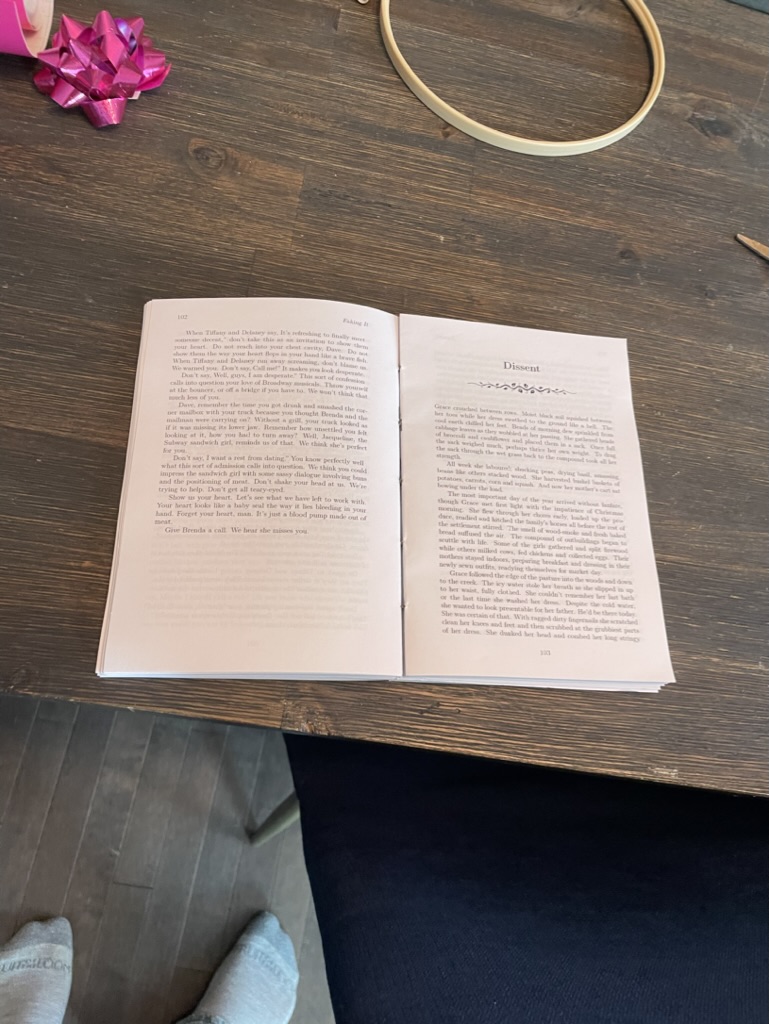 102
Faking It
When Tiffany and Delaney say, It's refreshing to finally meet
someone decent," don't take this as an invitation to show them
your heart. Do not reach into your chest cavity, Dave. Do not
show them the way your heart flops in your hand like a brave fish.
When Tiffany and Delaney run away screaming, don't blame us.
We warned you. Don't say, Call me!" It makes you look desperate.
Don't say, Well, guys, I am desperate." This sort of confession
calls into question your love of Broadway musicals. Throw yourself
at the bouncer, or off a bridge if you have to. We won't think that
much less of you.
Dave, remember the time you got drunk and smashed the cor-
ner mailbox with your truck because you thought Brenda and the
mailman were carrying on? Without a grill, your truck looked as
if it was missing its lower jaw. Remember how unsettled you felt
looking at it, how you had to turn away? Well, Jacqueline, the
Subway sandwich girl, reminds us of that. We think she's perfect
for you.
Don't say, I want a rest from dating." You know perfectly well
what this sort of admission calls into question. We think you could
impress the sandwich girl with some sassy dialogue involving buns
and the positioning of meat. Don't shake your head at us. We're
trying to help. Don't get all teary-eyed.
Show us your heart. Let's see what we have left to work with.
Your heart looks like a baby seal the way it lies bleeding in your
hand. Forget your heart, man. It's just a blood pump made out of
meat.
Give Brenda a call. We hear she misses you.
Dissent
Grace crouched between rows. Moist black soil squished between
her toes while her dress swirled to the ground like a bell. The
cool earth chilled her feet. Beads of morning dew sprinkled from
cabbage leaves as they wobbled at her passing. She gathered heads
of broccoli and cauliflower and placed them in a sack. Once full,
the sack weighed much, perhaps thrice her own weight. To drag
the sack through the wet grass back to the compound took all her
strength.
All week she laboured; shucking peas, drying basil, amassing
beans like others stacked wood. She harvested bushel baskets of
potatoes, carrots, corn and squash. And now her mother's cart sat
bowing under the load.
The most important day of the year arrived without bustle,
though Grace met first light with the impatience of Christmas
morning. She flew through her chores early, loaded up the pro-
duce, readied and hitched the family's horses all before the rest of
the settlement stirred. The smell of wood-smoke and fresh baked
bread suffused the air. The compound of outbuildings began to
scuttle with life. Some of the girls gathered and split firewood
while others milked cows, fed chickens and collected eggs. Their
mothers stayed indoors, preparing breakfast and dressing in their
newly sewn outfits, readying themselves for market day.
Grace followed the edge of the pasture into the woods and down
to the creek. The icy water stole her breath as she slipped in up
to her waist, fully clothed. She couldn't remember her last bath
or the last time she washed her dress. Despite the cold water,
she wanted to look presentable for her father. He'd be there today.
She was certain of that. With ragged dirty fingernails she scratched
clean her knees and feet and then scrubbed at the grubbiest parts
of her dress. She dunked her head and combed her long stringy
103